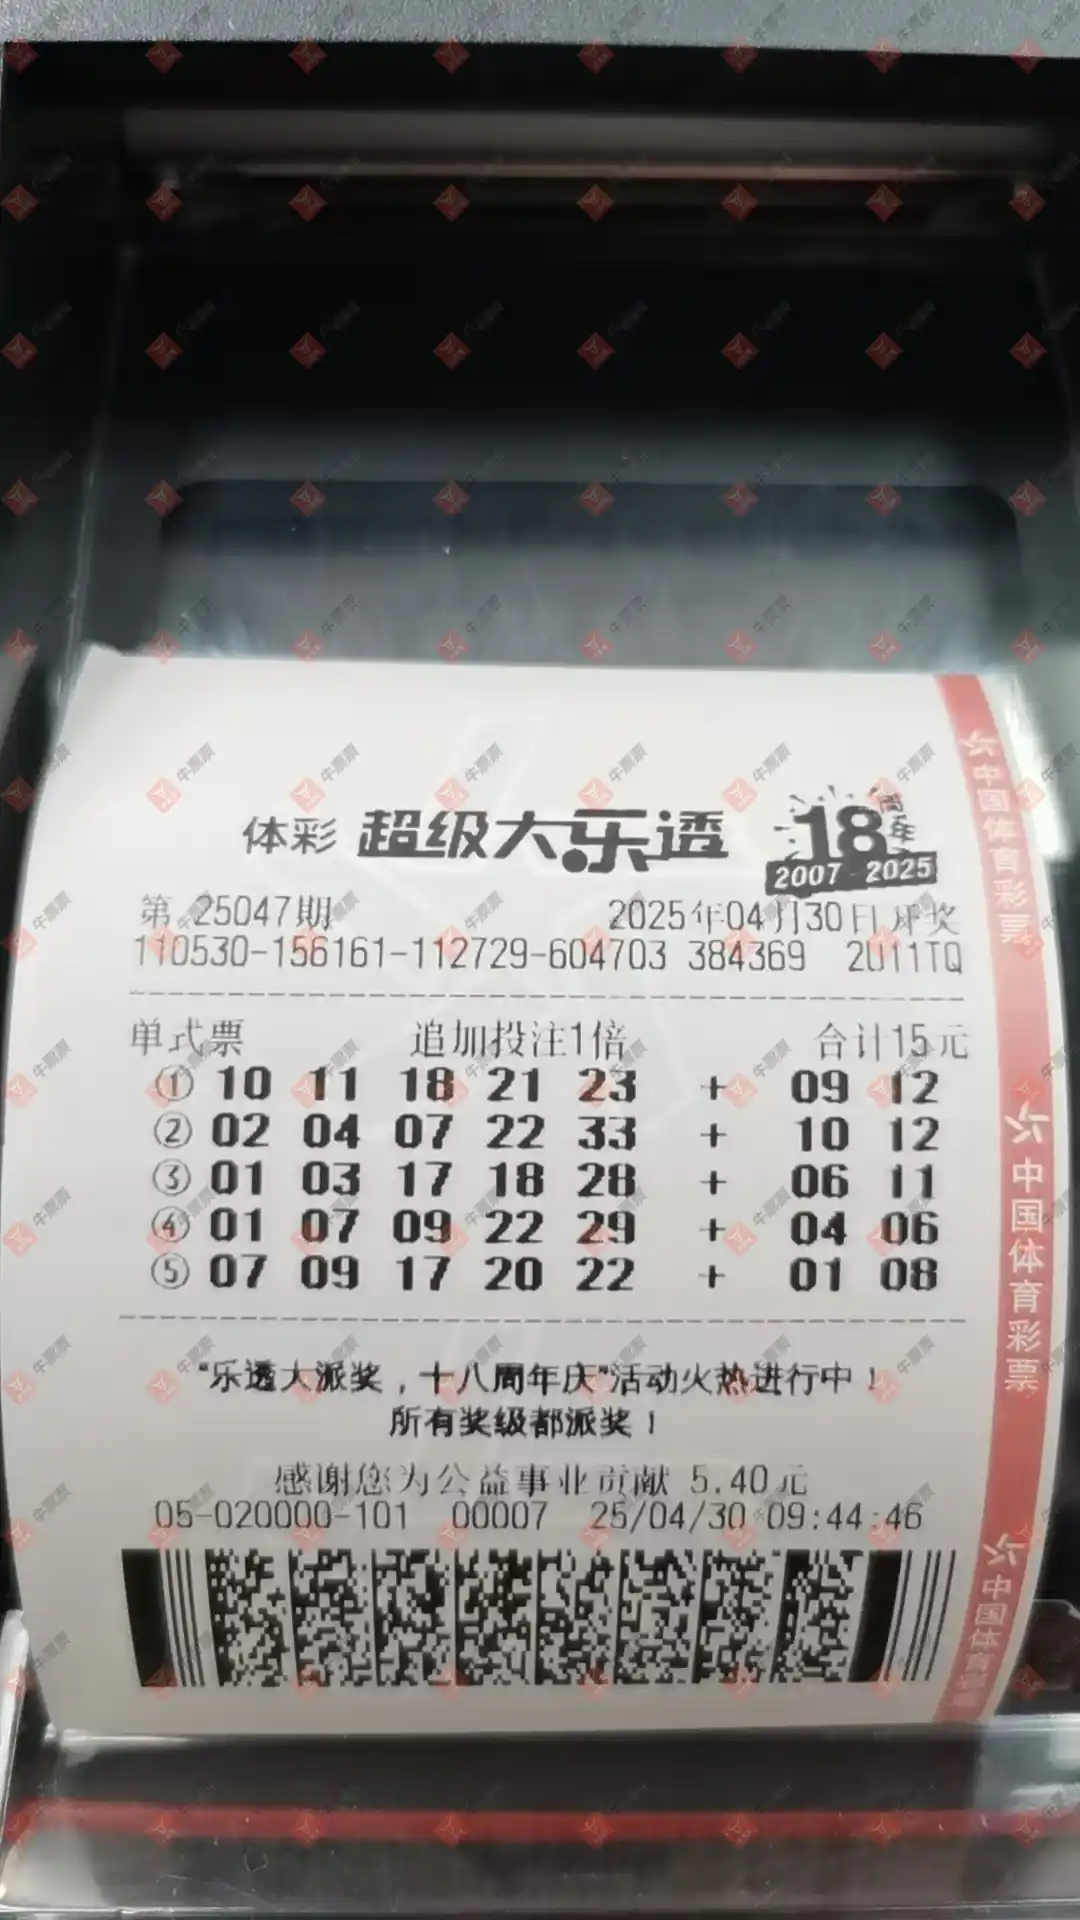 体彩 超级大乐透 18周年 2007-2025
第 25047期 2025年04月30日开奖
110530-156161-112729-604703 384369 2U11TQ
单式票 追加投注1倍 合计15元
① 10 11 18 21 23 + 09 12
② 02 04 07 22 33 + 10 12
③ 01 03 17 18 28 + 06 11
④ 01 07 09 22 29 + 04 06
⑤ 07 09 17 20 22 + 01 08
“乐透大派奖，十八周年庆”活动火热进行中！
所有奖级都派奖！
感谢您为公益事业贡献 5.40元
05-020000-101 00007 25/04/30 09:44:46
中国体育彩票
中国体育彩票
中国体育彩票
牛票票